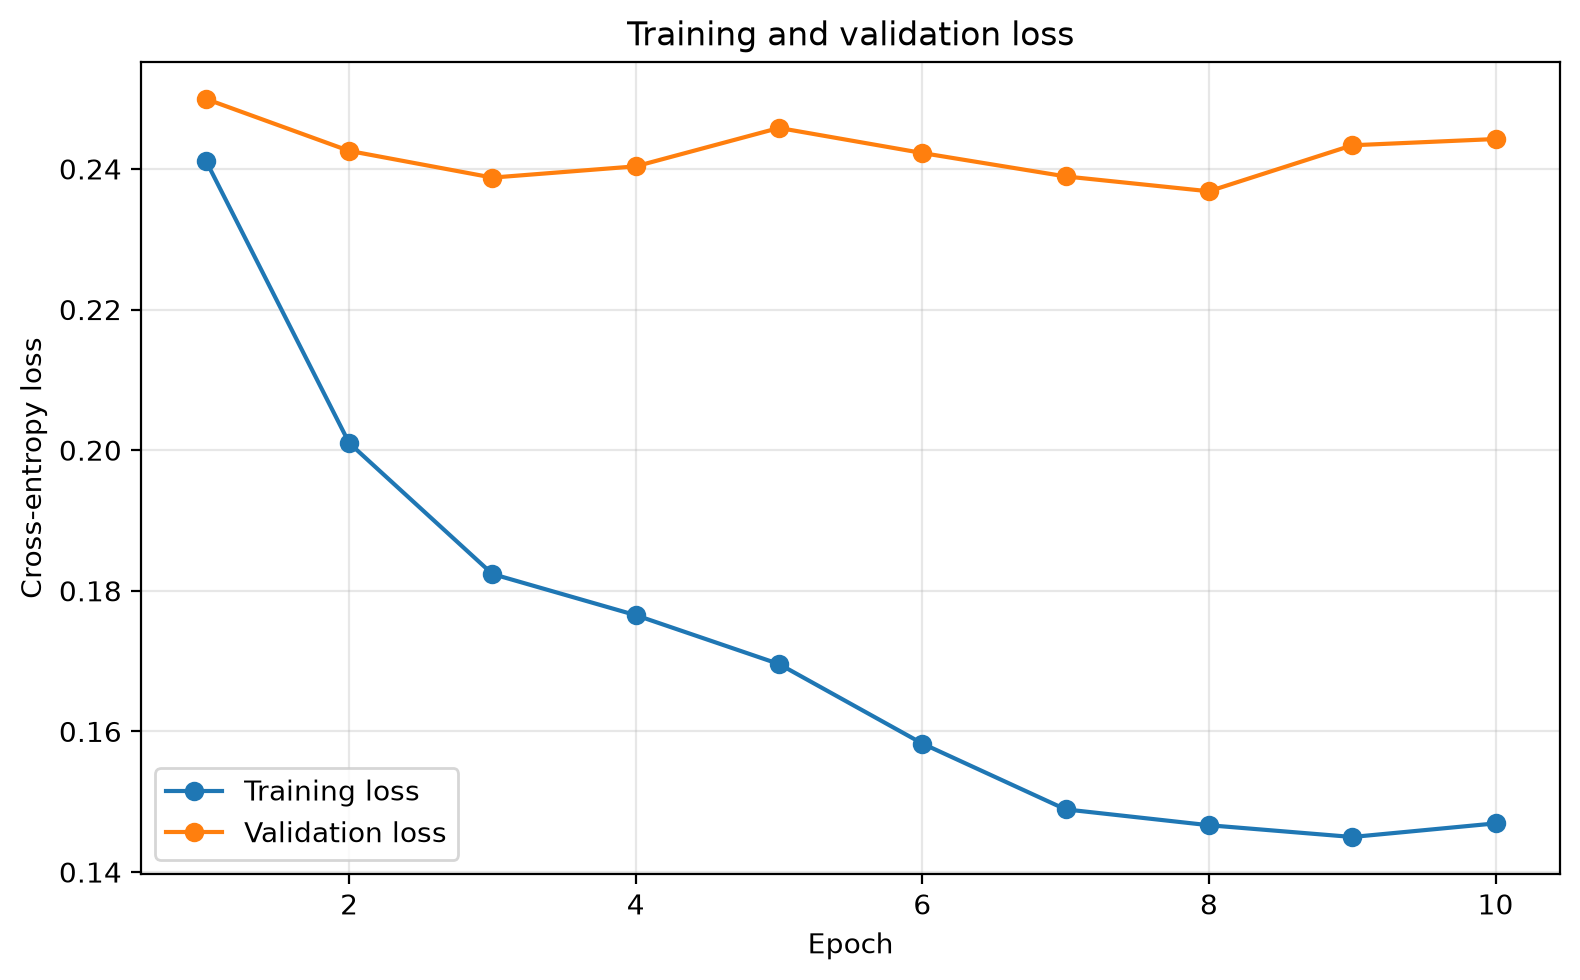 Training and validation loss
Cross-entropy loss
0.24
0.22
0.20
0.18
0.16
0.14
Training loss
Validation loss
2 4 6 8 10
Epoch